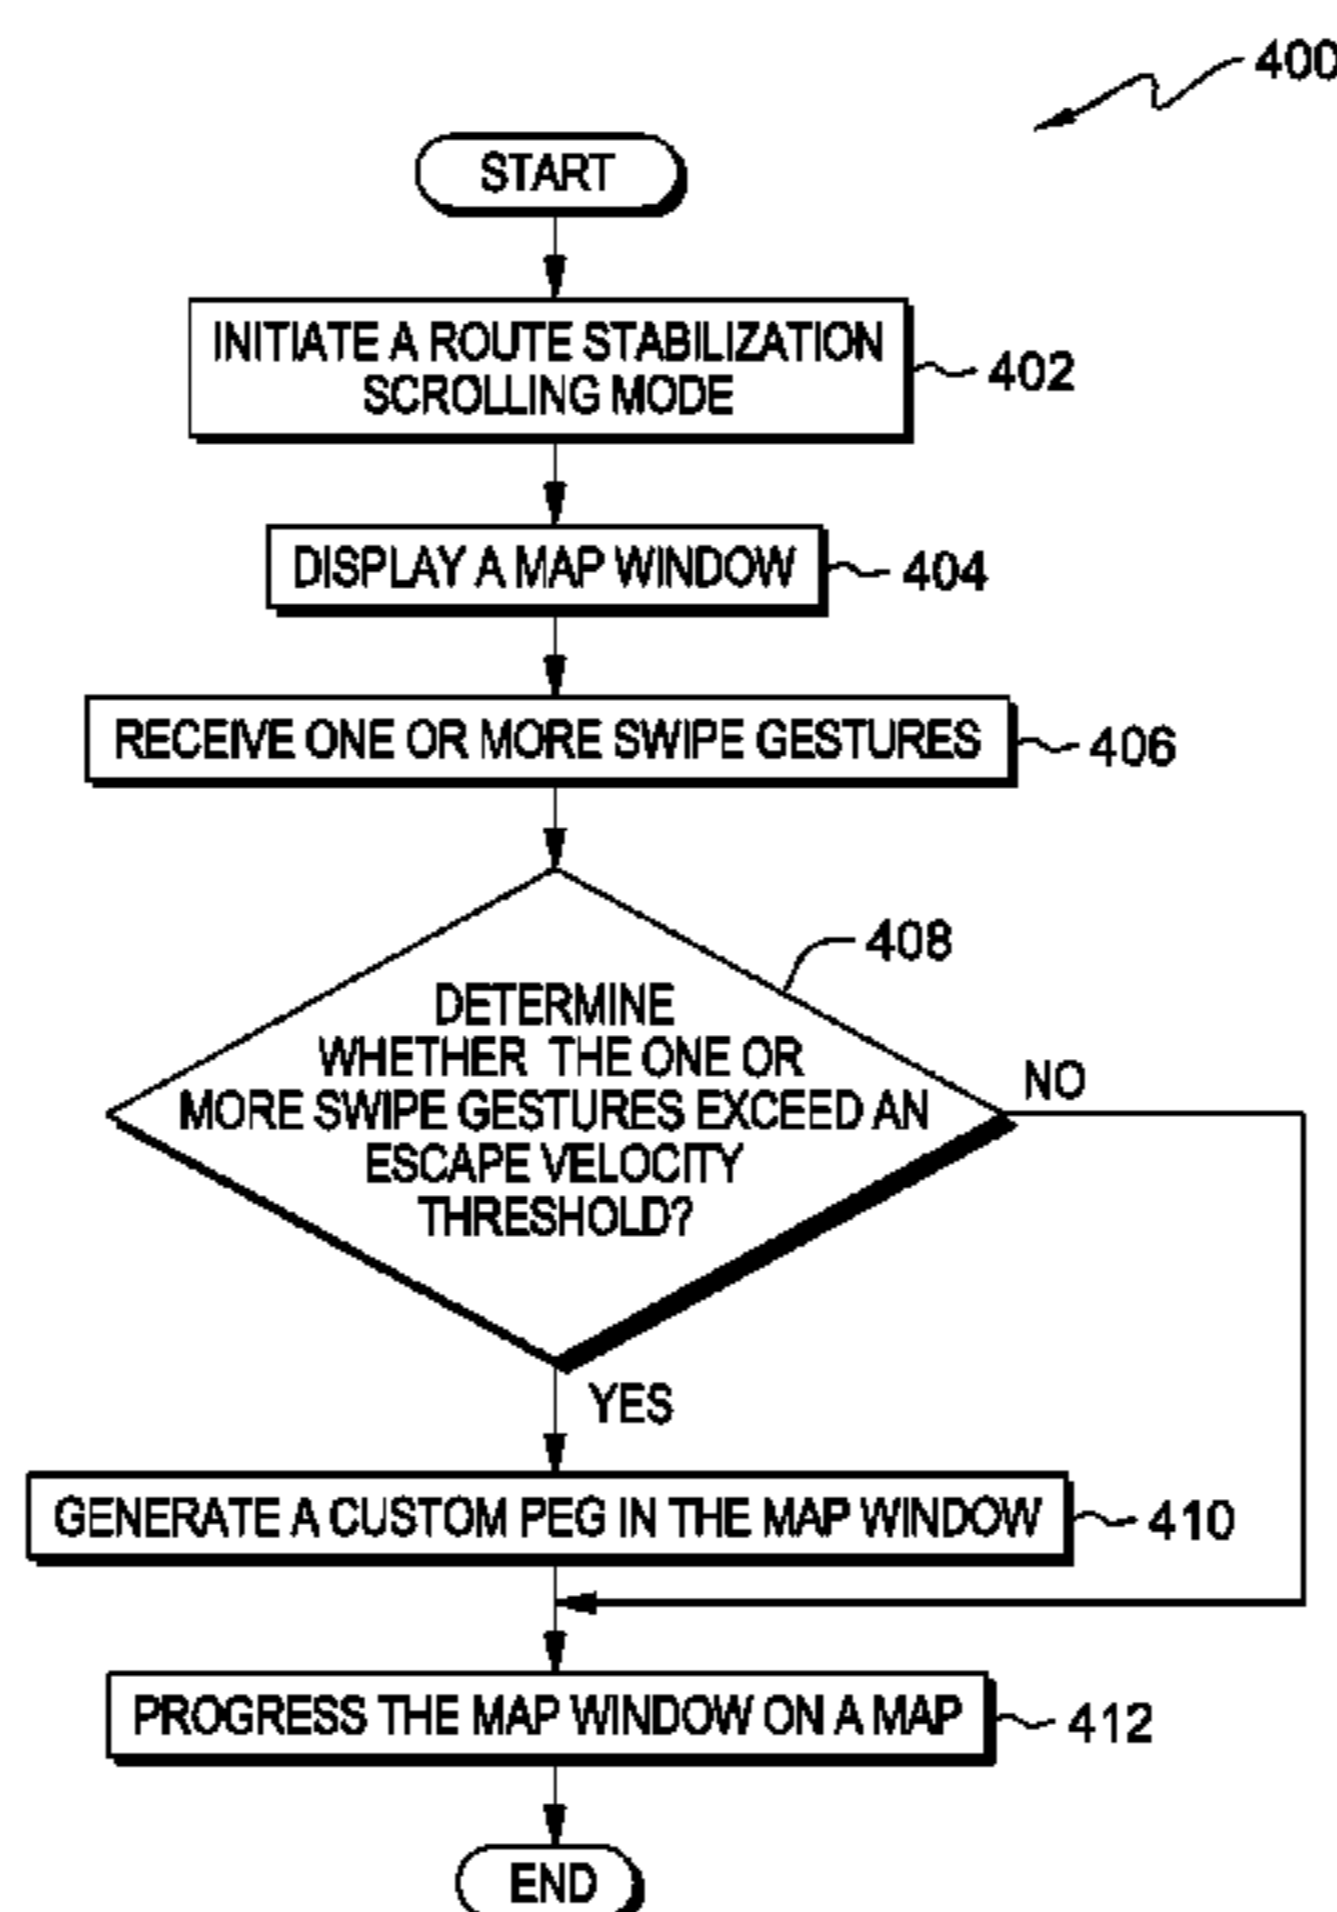 400
START
INITIATE A ROUTE STABILIZATION
SCROLLING MODE
402
DISPLAY A MAP WINDOW
404
RECEIVE ONE OR MORE SWIPE GESTURES
406
408
DETERMINE
WHETHER THE ONE OR
MORE SWIPE GESTURES EXCEED AN
ESCAPE VELOCITY
THRESHOLD?
NO
YES
GENERATE A CUSTOM PEG IN THE MAP WINDOW
410
PROGRESS THE MAP WINDOW ON A MAP
412
END